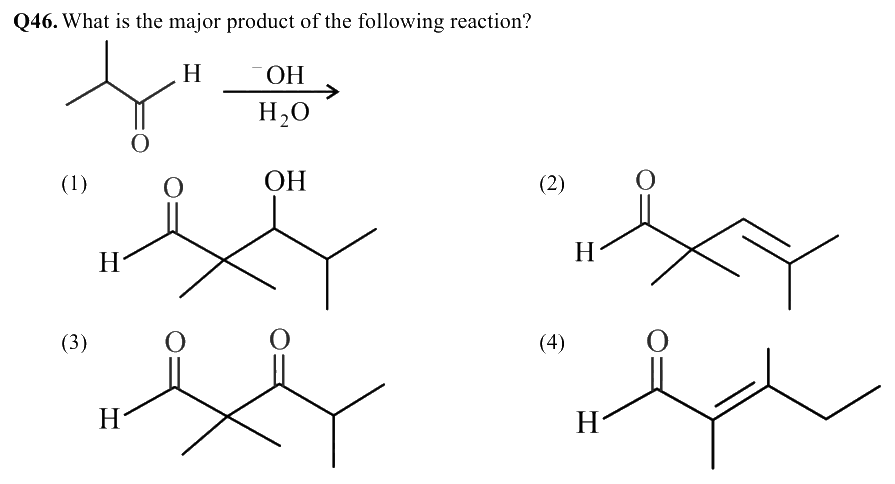 Q46. What is the major product of the following reaction?
H
⁻OH
H₂O
O
(1)
O
OH
H
(2)
O
H
(3)
O
O
H
(4)
O
H